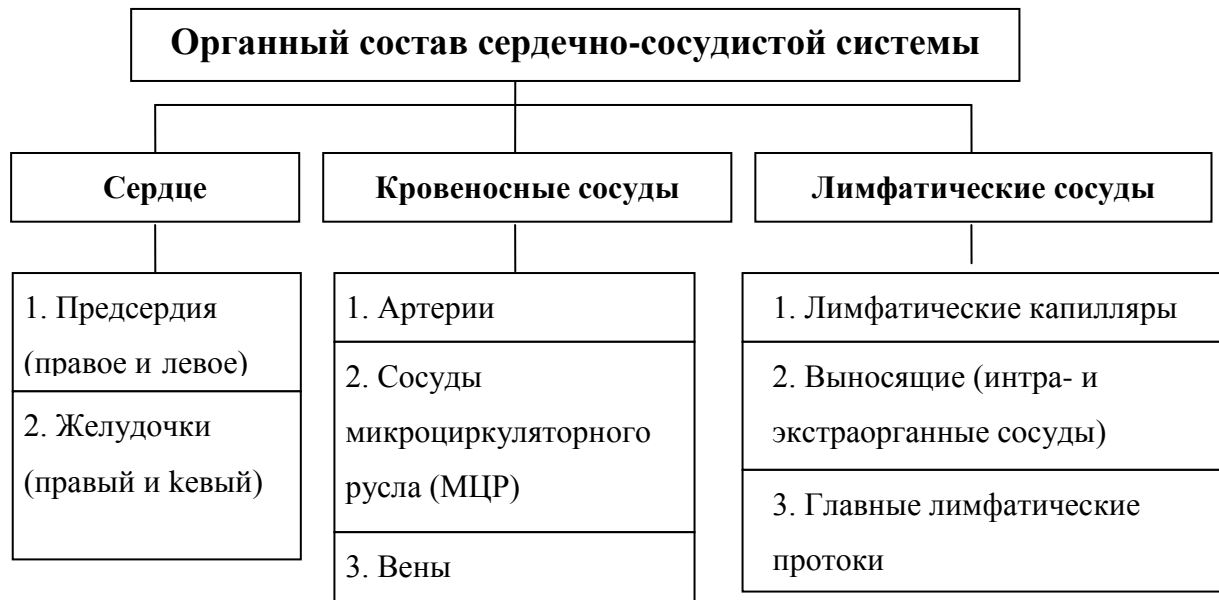 Органный состав сердечно-сосудистой системы
Сердце
Кровеносные сосуды
Лимфатические сосуды
1. Предсердия
(правое и левое)
2. Желудочки
(правый и kевый)
1. Артерии
2. Сосуды
микроциркуляторного
русла (МЦР)
3. Вены
1. Лимфатические капилляры
2. Выносящие (интра- и
экстраорганные сосуды)
3. Главные лимфатические
протоки